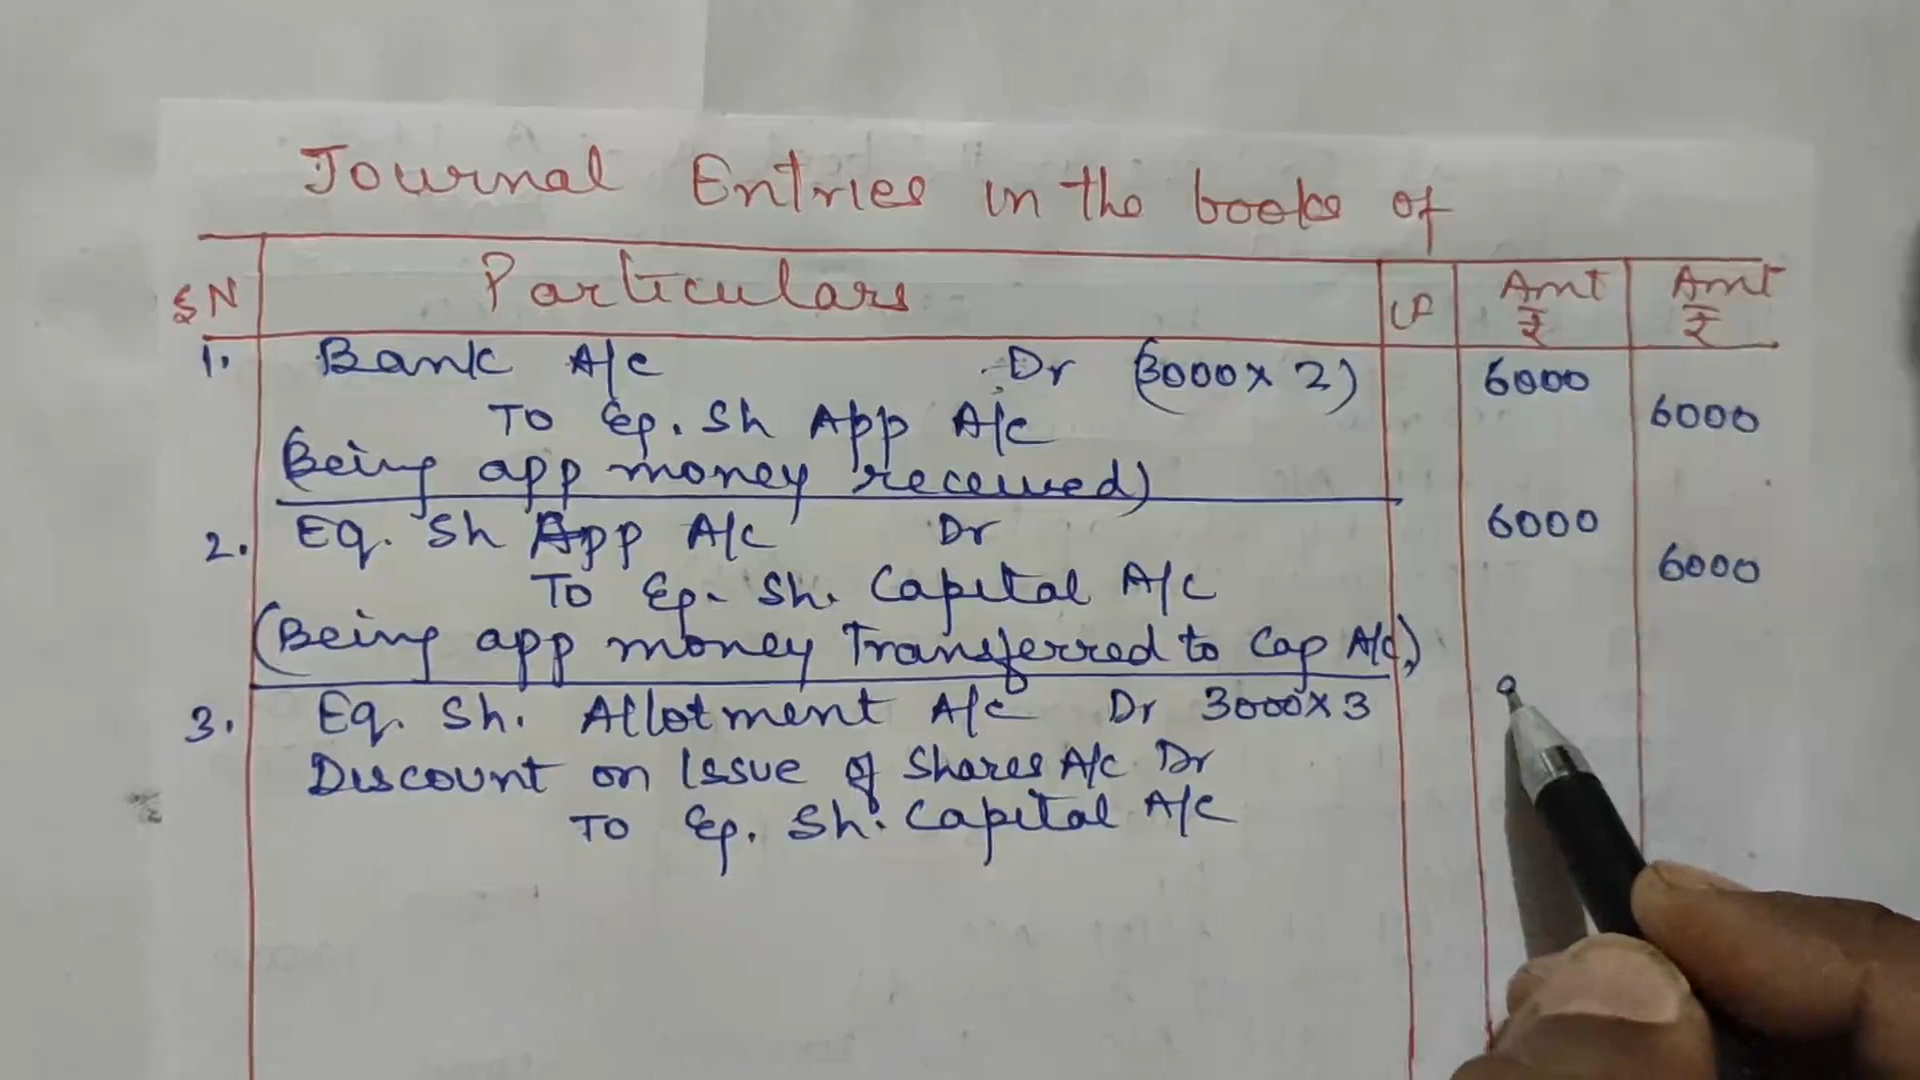 Journal Entries in the books of
SN Particulars LF Amt ₹ Amt ₹
1. Bank A/c Dr (3000 x 2) 6000
To Eq. Sh App A/c 6000
(Being app money received)
2. Eq. Sh App A/c Dr 6000
To Eq. Sh. Capital A/c 6000
(Being app money Transferred to Cap A/c)
3. Eq. Sh. Allotment A/c Dr 3000x3
Discount on Issue of Shares A/c Dr
To Eq. Sh. Capital A/c